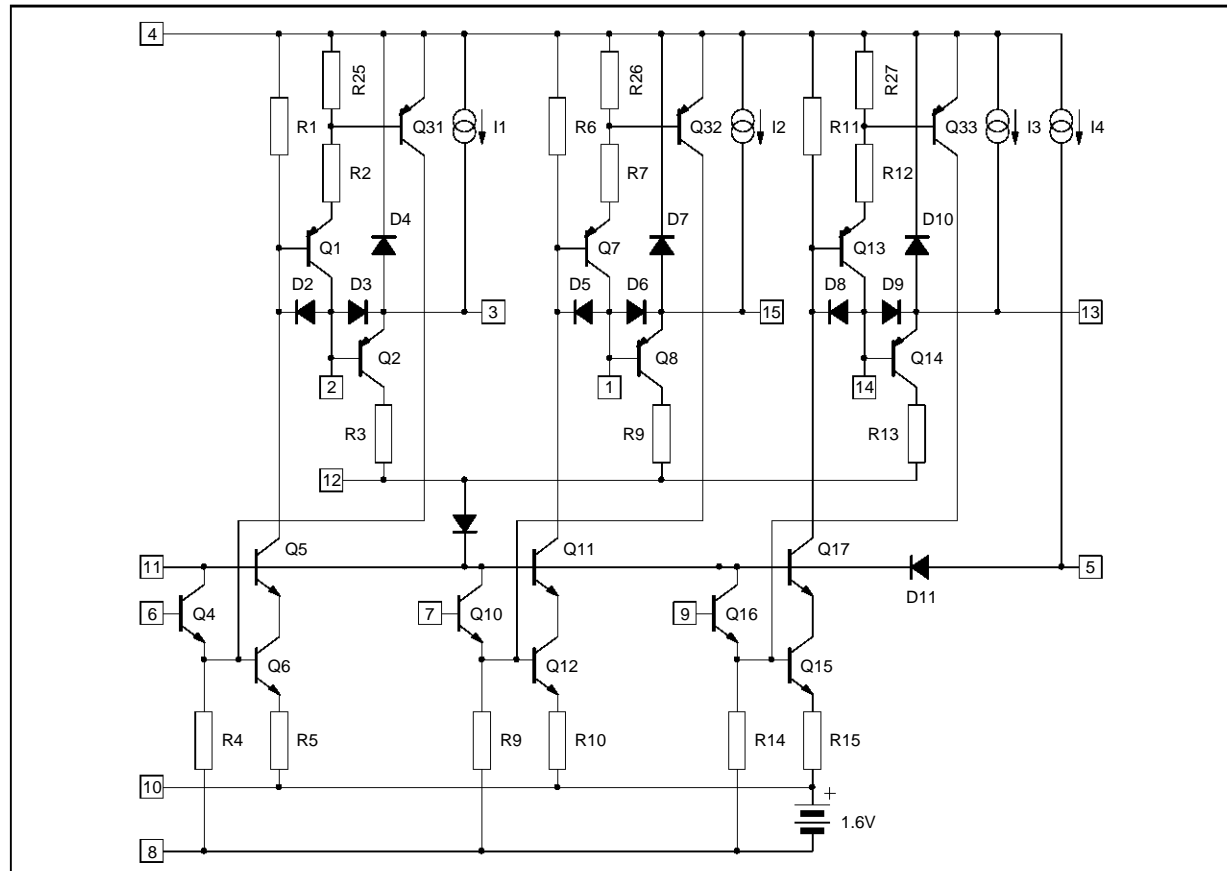 4
R25
R26
R27
R1
Q31
I1
R6
Q32
I2
R11
Q33
I3
I4
R2
R7
R12
D4
D7
D10
Q1
Q7
Q13
D2
D3
D5
D6
D8
D9
3
15
13
Q2
Q8
Q14
2
1
14
R3
R9
R13
12
Q5
Q11
Q17
11
5
D11
6
Q4
7
Q10
9
Q16
Q6
Q12
Q15
R4
R5
R9
R10
R14
R15
10
+
1.6V
8